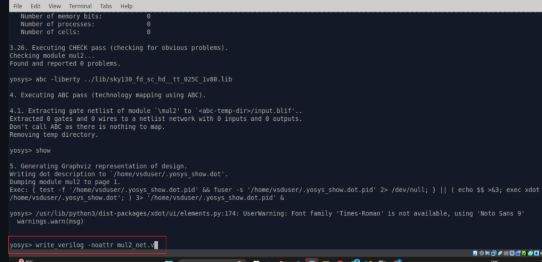 File Edit View Terminal Tabs Help
Number of memory bits: 0
Number of processes: 0
Number of cells: 0
3.26. Executing CHECK pass (checking for obvious problems).
Checking module mul2...
Found and reported 0 problems.
yosys> abc -liberty ../lib/sky130_fd_sc_hd__tt_025C_1v80.lib
4. Executing ABC pass (technology mapping using ABC).
4.1. Extracting gate netlist of module `\mul2' to `<abc-temp-dir>/input.blif'..
Extracted 0 gates and 0 wires to a netlist network with 0 inputs and 0 outputs.
Don't call ABC as there is nothing to map.
Removing temp directory.
yosys> show
5. Generating Graphviz representation of design.
Writing dot description to `/home/vsduser/.yosys_show.dot'.
Dumping module mul2 to page 1.
Exec: { test -f '/home/vsduser/.yosys_show.dot.pid' && fuser -s '/home/vsduser/.yosys_show.dot.pid' 2> /dev/null; } || ( echo $$ >&3; exec xdot
/home/vsduser/.yosys_show.dot'; ) 3> '/home/vsduser/.yosys_show.dot.pid' &
yosys> /usr/lib/python3/dist-packages/xdot/ui/elements.py:174: UserWarning: Font family 'Times-Roman' is not available, using 'Noto Sans 9'
warnings.warn(msg)
yosys> write_verilog -noattr mul2_net.v